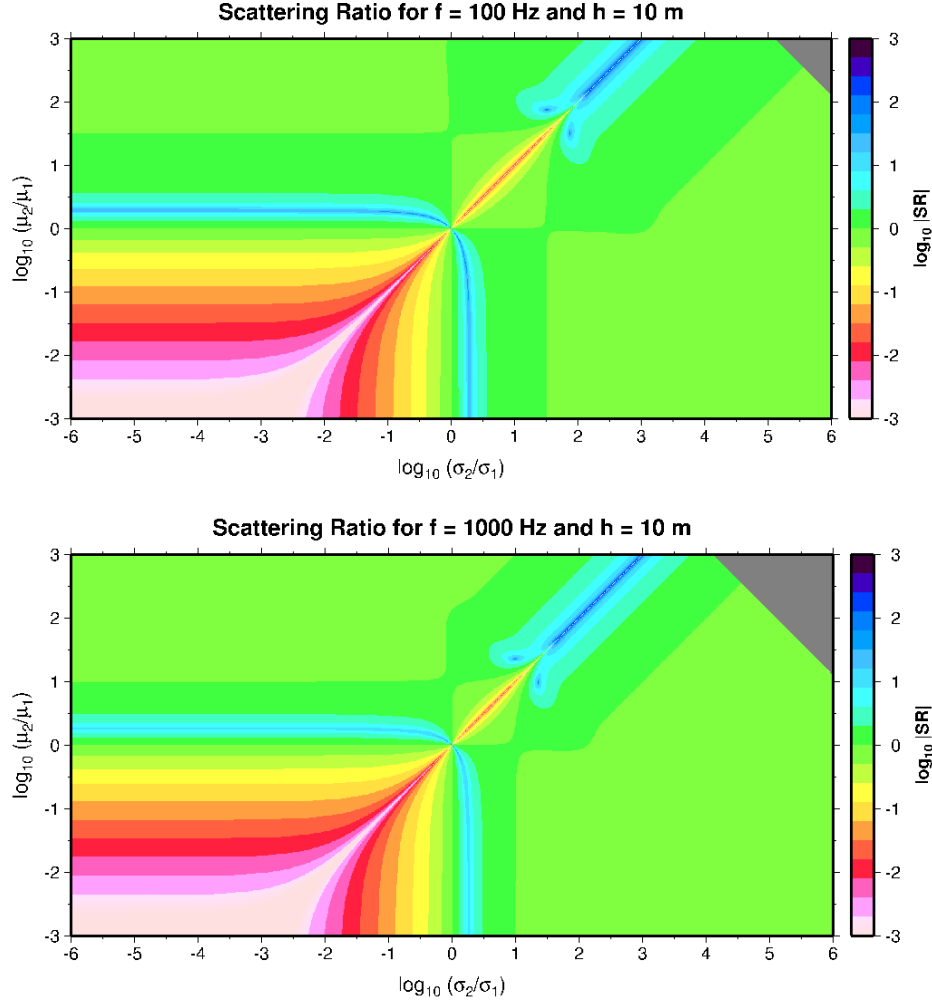 Scattering Ratio for f = 100 Hz and h = 10 m
3
2
1
0
-1
-2
-3
log₁₀ (μ₂/μ₁)
-6 -5 -4 -3 -2 -1 0 1 2 3 4 5 6
log₁₀ (σ₂/σ₁)
3
2
1
0
-1
-2
-3
log₁₀ |SR|
Scattering Ratio for f = 1000 Hz and h = 10 m
3
2
1
0
-1
-2
-3
log₁₀ (μ₂/μ₁)
-6 -5 -4 -3 -2 -1 0 1 2 3 4 5 6
log₁₀ (σ₂/σ₁)
3
2
1
0
-1
-2
-3
log₁₀ |SR|